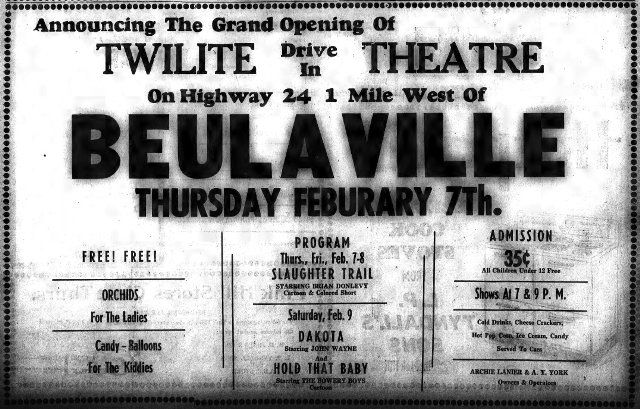 Announcing The Grand Opening Of
TWILITE Drive In THEATRE
On Highway 24 1 Mile West Of
BEULAVILLE
THURSDAY FEBURARY 7Th.
FREE! FREE!
ORCHIDS
For The Ladies
Candy - Balloons
For The Kiddies
PROGRAM
Thurs., Fri., Feb. 7-8
SLAUGHTER TRAIL
STARRING BRIAN DONLEVY
Cartoon & Colored Short
Saturday, Feb. 9
DAKOTA
Starring JOHN WAYNE
And
HOLD THAT BABY
Starring THE BOWERY BOYS
Cartoon
ADMISSION
35¢
All Children Under 12 Free
Shows At 7 & 9 P. M.
Cold Drinks, Cheese Crackers,
Hot Pop Corn, Ice Cream, Candy
Served To Cars
ARCHIE LANIER & A. Y. YORK
Owners & Operators